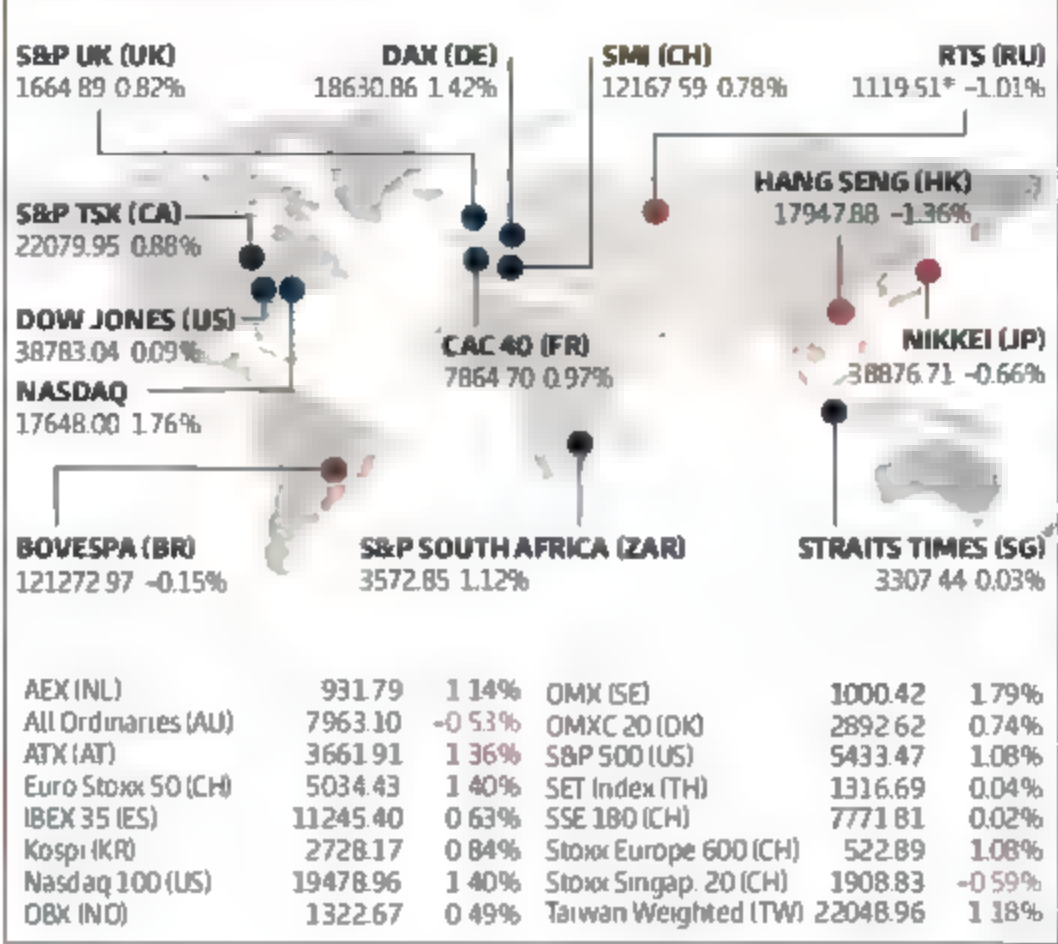 S&P UK (UK)
1664 89 0.82%
DAX (DE)
18630.86 1 42%
SMI (CH)
12167 59 0.78%
RTS (RU)
1119 51* -1.01%
HANG SENG (HK)
17947.88 -1.36%
S&P TSX (CA)
22079.95 0.88%
DOW JONES (US)
38783.04 0.09%
NASDAQ
17648.00 1.76%
CAC 40 (FR)
7864 70 0.97%
NIKKEI (JP)
38876.71 -0.66%
BOVESPA (BR)
121272 97 -0.15%
S&P SOUTH AFRICA (ZAR)
3572.85 1.12%
STRAITS TIMES (SG)
3307 44 0.03%
AEX (NL) 931.79 1 14%
All Ordinaries (AU) 7963.10 -0 53%
ATX (AT) 3661 91 1 36%
Euro Stoxx 50 (CH) 5034.43 1 40%
IBEX 35 (ES) 11245.40 0 63%
Kospi (KR) 2728.17 0 84%
Nasdaq 100 (US) 19478.96 1 40%
OBX (NO) 1322.67 0 49%
OMX (SE) 1000.42 1.79%
OMXC 20 (DK) 2892 62 0.74%
S&P 500 (US) 5433.47 1.08%
SET Index (TH) 1316.69 0.04%
SSE 180 (CH) 7771 81 0.02%
Stoxx Europe 600 (CH) 522.89 1.08%
Stoxx Singap. 20 (CH) 1908.83 -0 59%
Taiwan Weighted (TW) 22048.96 1 18%